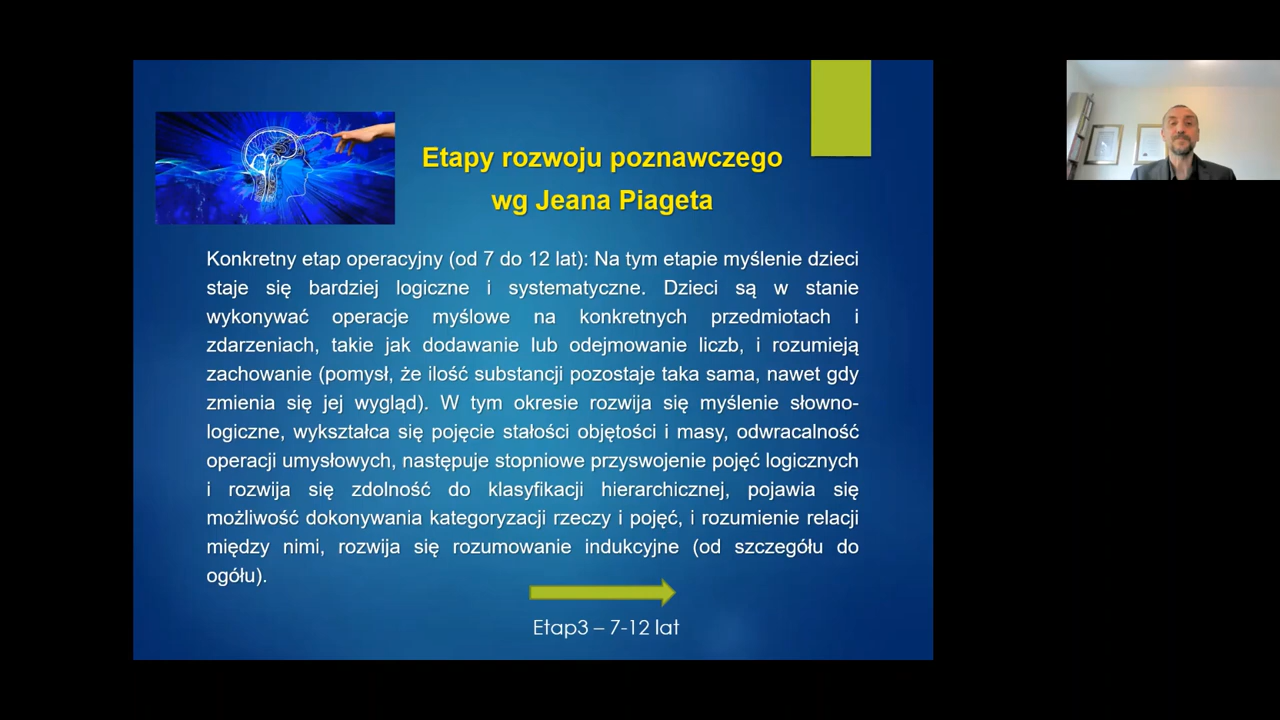 Etapy rozwoju poznawczego
wg Jeana Piageta
Konkretny etap operacyjny (od 7 do 12 lat): Na tym etapie myślenie dzieci
staje się bardziej logiczne i systematyczne. Dzieci są w stanie
wykonywać operacje myślowe na konkretnych przedmiotach i
zdarzeniach, takie jak dodawanie lub odejmowanie liczb, i rozumieją
zachowanie (pomysł, że ilość substancji pozostaje taka sama, nawet gdy
zmienia się jej wygląd). W tym okresie rozwija się myślenie słowno-
logiczne, wykształca się pojęcie stałości objętości i masy, odwracalność
operacji umysłowych, następuje stopniowe przyswojenie pojęć logicznych
i rozwija się zdolność do klasyfikacji hierarchicznej, pojawia się
możliwość dokonywania kategoryzacji rzeczy i pojęć, i rozumienie relacji
między nimi, rozwija się rozumowanie indukcyjne (od szczegółu do
ogółu).
Etap3 – 7-12 lat